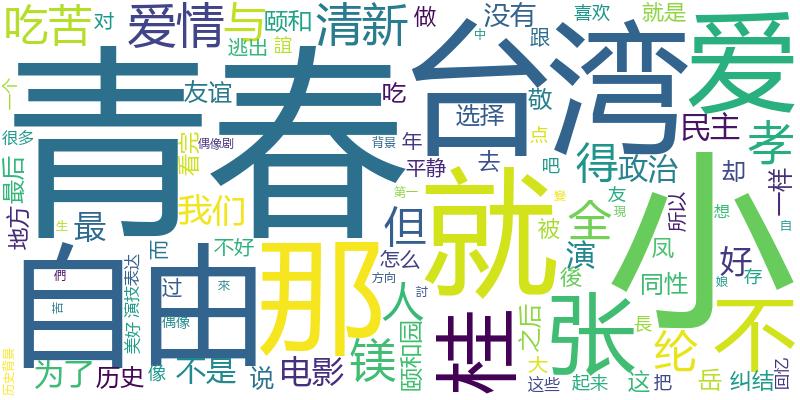 吃苦
对
爱情
与
颐和
清新
做
没有
喜欢
就是
爱
逃出
誼
中
跟
一个
青春
台湾
友谊
吃
选择
敬
民主
孝
很多
偶像剧
看完
背景
年
点
得
政治
却
一样
最后
平静
去
吧
地方
最
我们
第一
就
小
全
友
变
现
所以
想
娘
自
生
但
被
凤
好
存
自由
那
而
不好
怎么
演
後
同性
不
們
美好
演技
表达
过
來
方向
人
討
桂
张
之后
長
纶
苦
偶像
颐和园
历史背景
为了
历史
像
不是
说
电影
镁
大
这些
起来
这
把
岳
纠结
回忆